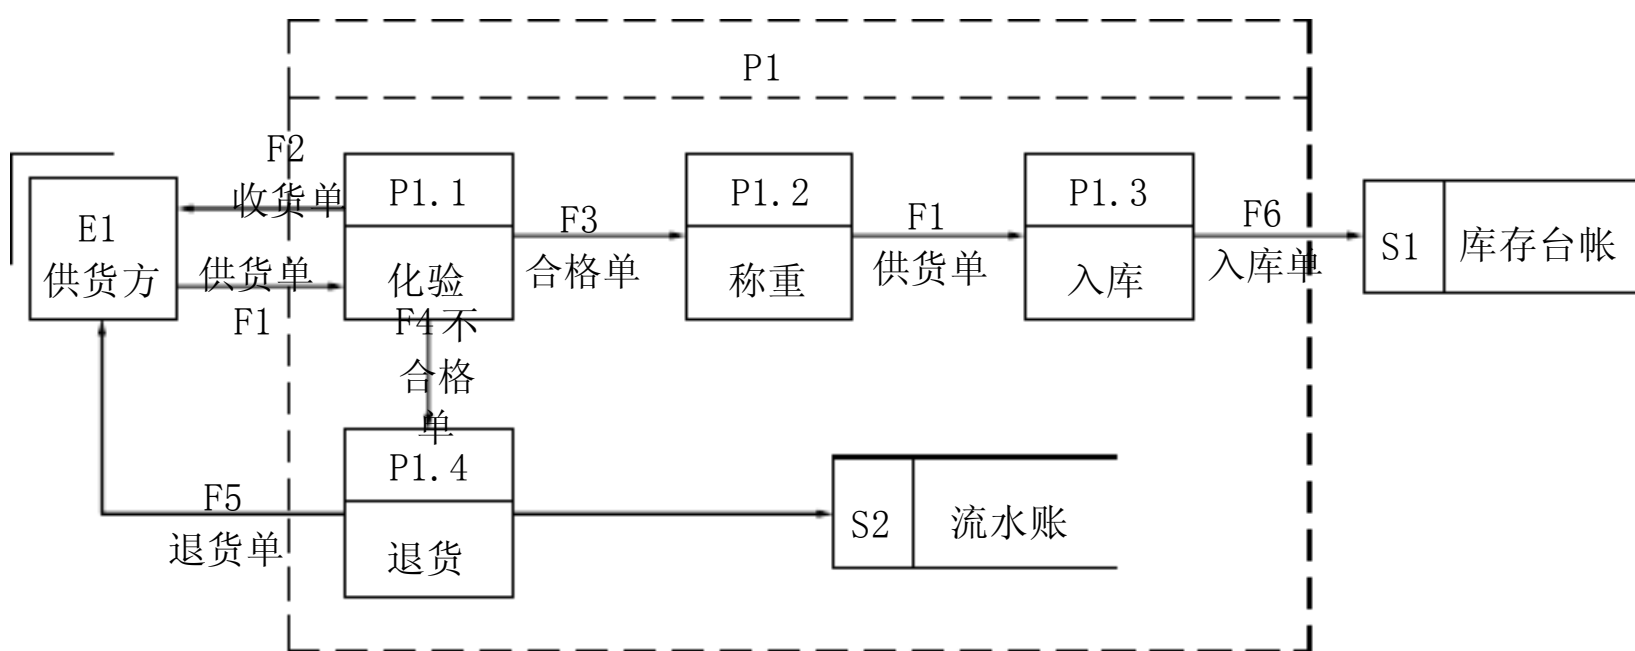 P1
F2
收货单
E1
供货方
供货单
F1
P1.1
化验
F3
合格单
P1.2
称重
F1
供货单
P1.3
入库
F6
入库单
S1
库存台帐
F4不
合格
单
P1.4
退货
F5
退货单
S2
流水账